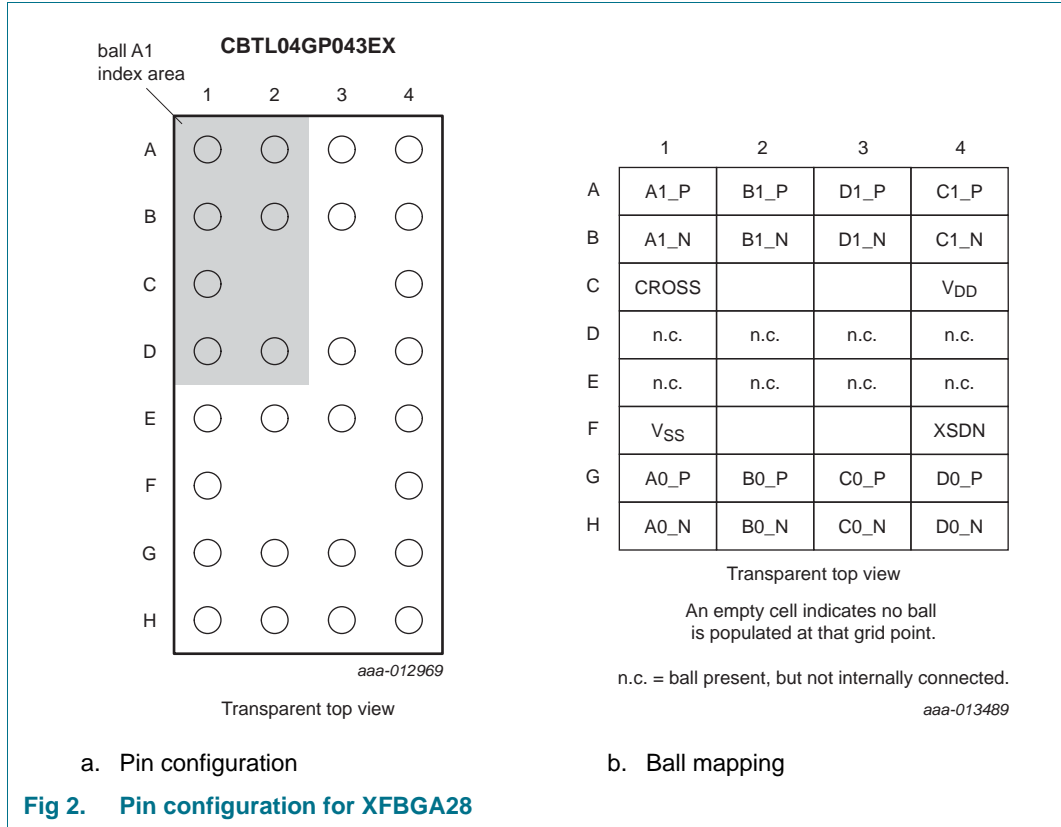 CBTL04GP043EX
ball A1
index area
1 2 3 4
A
B
C
D
E
F
G
H
aaa-012969
Transparent top view
a. Pin configuration
1 2 3 4
A A1_P B1_P D1_P C1_P
B A1_N B1_N D1_N C1_N
C CROSS VDD
D n.c. n.c. n.c. n.c.
E n.c. n.c. n.c. n.c.
F VSS XSDN
G A0_P B0_P C0_P D0_P
H A0_N B0_N C0_N D0_N
Transparent top view
An empty cell indicates no ball
is populated at that grid point.
n.c. = ball present, but not internally connected.
aaa-013489
b. Ball mapping
Fig 2. Pin configuration for XFBGA28